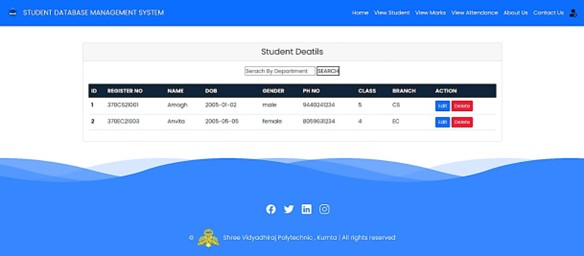 STUDENT DATABASE MANAGEMENT SYSTEM
Home View Student View Marks View Attendance About Us Contact Us
Student Deatils
Serach By Department SEARCH
ID REGISTER NO NAME DOB GENDER PH NO CLASS BRANCH ACTION
1 370CS21001 Amogh 2005-01-02 male 9449241234 5 CS Edit Delete
2 370EC21003 Anvita 2005-05-05 female 8059631234 4 EC Edit Delete
© Shree Vidyadhiraj Polytechnic , Kumta | All rights reserved